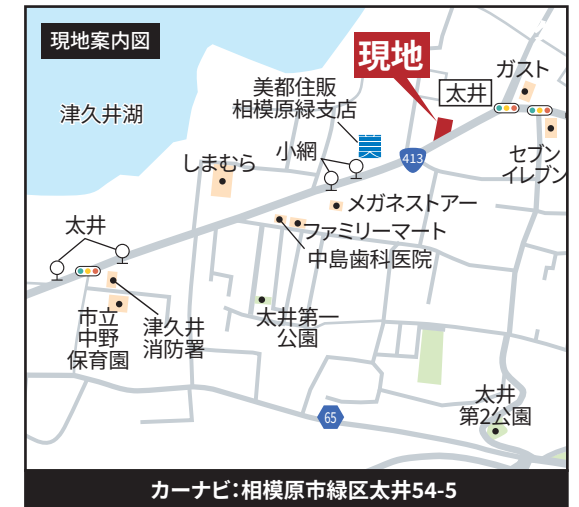 現地案内図
津久井湖
現地
ガスト
太井
美都住販
相模原緑支店
413
セブン
イレブン
小網
しまむら
メガネストアー
ファミリーマート
中島歯科医院
太井
市立
中野
保育園
津久井
消防署
太井第一
公園
太井
第2公園
65
カーナビ:相模原市緑区太井54-5